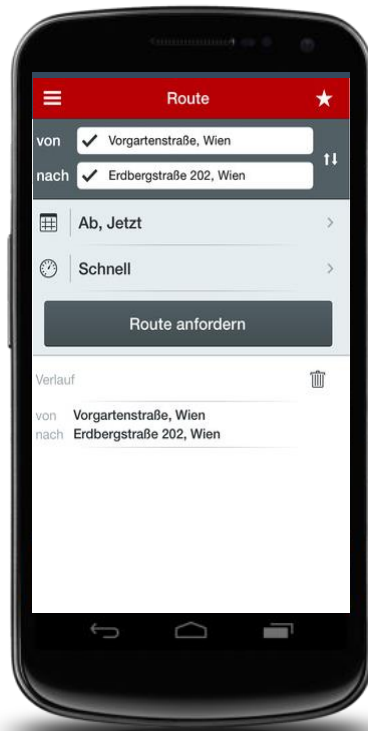 Route
von Vorgartenstraße, Wien
nach Erdbergstraße 202, Wien
Ab, Jetzt
Schnell
Route anfordern
Verlauf
von Vorgartenstraße, Wien
nach Erdbergstraße 202, Wien